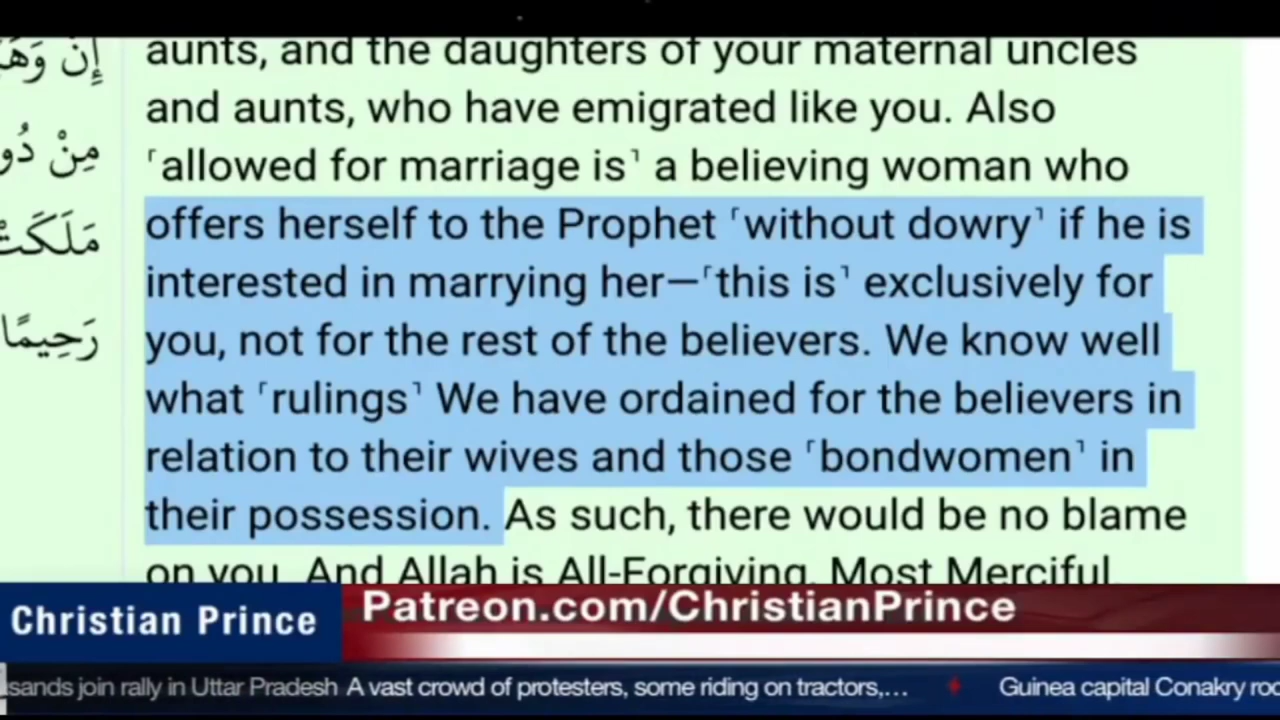 aunts, and the daughters of your maternal uncles
and aunts, who have emigrated like you. Also
⸢allowed for marriage is⸣ a believing woman who
offers herself to the Prophet ⸢without dowry⸣ if he is
interested in marrying her—⸢this is⸣ exclusively for
you, not for the rest of the believers. We know well
what ⸢rulings⸣ We have ordained for the believers in
relation to their wives and those ⸢bondwomen⸣ in
their possession. As such, there would be no blame
on you. And Allah is All-Forgiving, Most Merciful.
إِن
مِنْ
رَحِيمًا
Christian Prince
Patreon.com/ChristianPrince
join rally in Uttar Pradesh A vast crowd of protesters, some riding on tractors,... Guinea capital Conakry